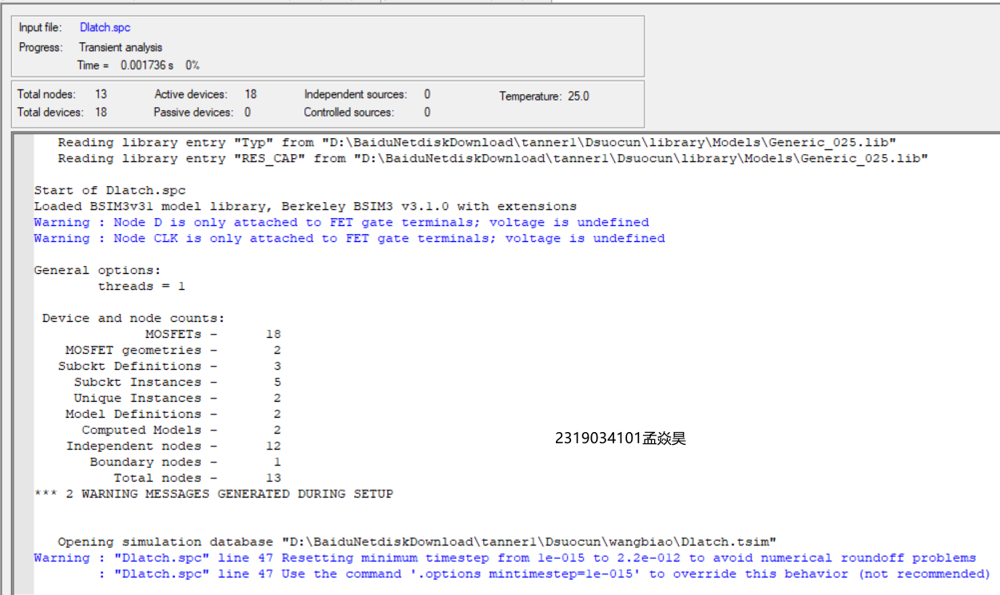 Input file: Dlatch.spc
Progress: Transient analysis
Time = 0.001736 s 0%
Total nodes: 13 Active devices: 18 Independent sources: 0 Temperature: 25.0
Total devices: 18 Passive devices: 0 Controlled sources: 0
Reading library entry "Typ" from "D:\BaiduNetdiskDownload\tanner1\Dsuocun\library\Models\Generic_025.lib"
Reading library entry "RES_CAP" from "D:\BaiduNetdiskDownload\tanner1\Dsuocun\library\Models\Generic_025.lib"
Start of Dlatch.spc
Loaded BSIM3v31 model library, Berkeley BSIM3 v3.1.0 with extensions
Warning : Node D is only attached to FET gate terminals; voltage is undefined
Warning : Node CLK is only attached to FET gate terminals; voltage is undefined
General options:
threads = 1
Device and node counts:
MOSFETs - 18
MOSFET geometries - 2
Subckt Definitions - 3
Subckt Instances - 5
Unique Instances - 2
Model Definitions - 2
Computed Models - 2
2319034101孟焱昊
Independent nodes - 12
Boundary nodes - 1
Total nodes - 13
*** 2 WARNING MESSAGES GENERATED DURING SETUP
Opening simulation database "D:\BaiduNetdiskDownload\tanner1\Dsuocun\wangbiao\Dlatch.tsim"
Warning : "Dlatch.spc" line 47 Resetting minimum timestep from 1e-015 to 2.2e-012 to avoid numerical roundoff problems
: "Dlatch.spc" line 47 Use the command '.options mintimestep=1e-015' to override this behavior (not recommended)